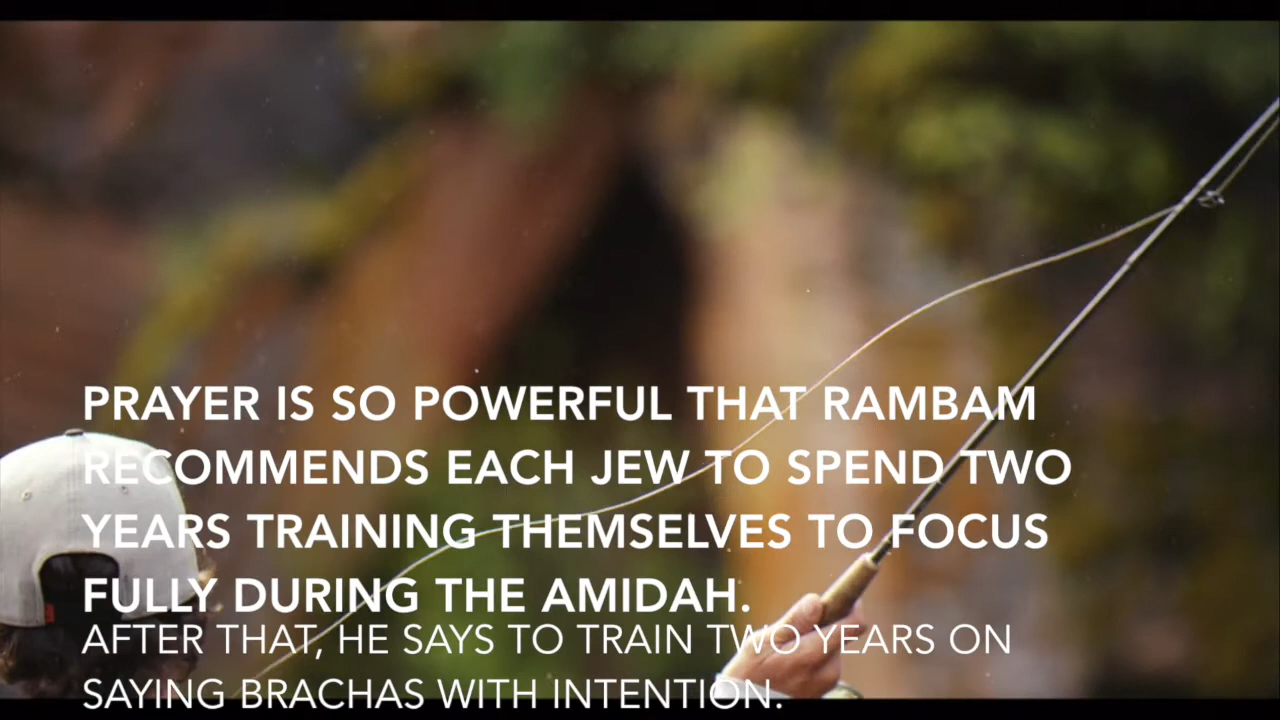 PRAYER IS SO POWERFUL THAT RAMBAM
RECOMMENDS EACH JEW TO SPEND TWO
YEARS TRAINING THEMSELVES TO FOCUS
FULLY DURING THE AMIDAH.
AFTER THAT, HE SAYS TO TRAIN TWO YEARS ON
SAYING BRACHAS WITH INTENTION.